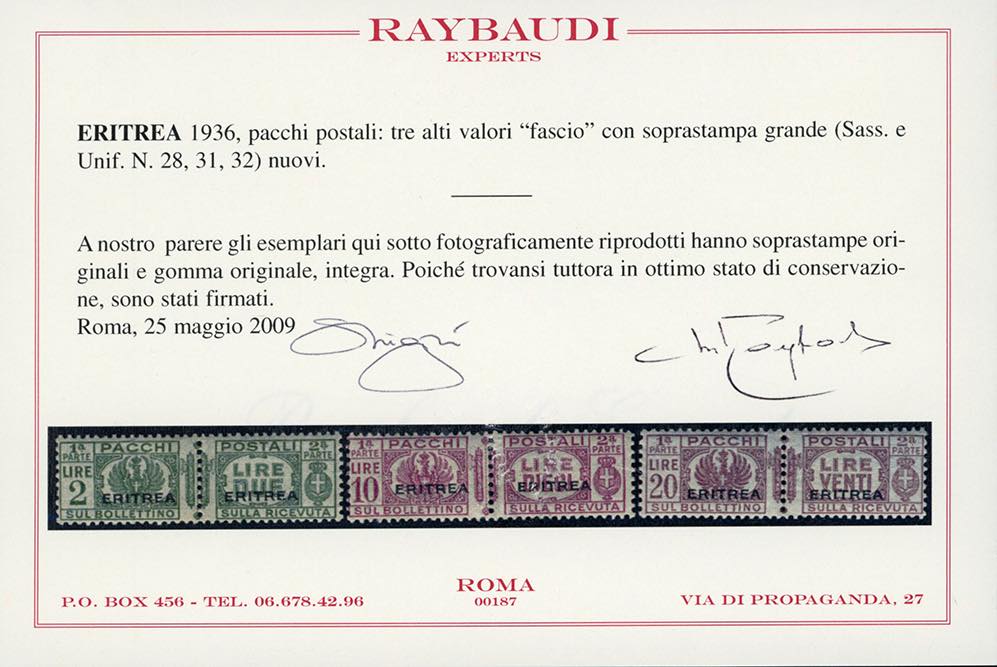 RAYBAUDI
EXPERTS
ERITREA 1936, pacchi postali: tre alti valori “fascio” con soprastampa grande (Sass. e
Unif. N. 28, 31, 32) nuovi.
A nostro parere gli esemplari qui sotto fotograficamente riprodotti hanno soprastampe ori-
ginali e gomma originale, integra. Poiché trovansi tuttora in ottimo stato di conservazio-
ne, sono stati firmati.
Roma, 25 maggio 2009
1ª PARTE PACCHI POSTALI 2ª PARTE
LIRE 2 LIRE DUE
ERITREA ERITREA
SUL BOLLETTINO SULLA RICEVUTA
1ª PARTE PACCHI POSTALI 2ª PARTE
LIRE 10 LIRE DIECI
ERITREA ERITREA
SUL BOLLETTINO SULLA RICEVUTA
1ª PARTE PACCHI POSTALI 2ª PARTE
LIRE 20 LIRE VENTI
ERITREA ERITREA
SUL BOLLETTINO SULLA RICEVUTA
P.O. BOX 456 - TEL. 06.678.42.96
ROMA
00187
VIA DI PROPAGANDA, 27